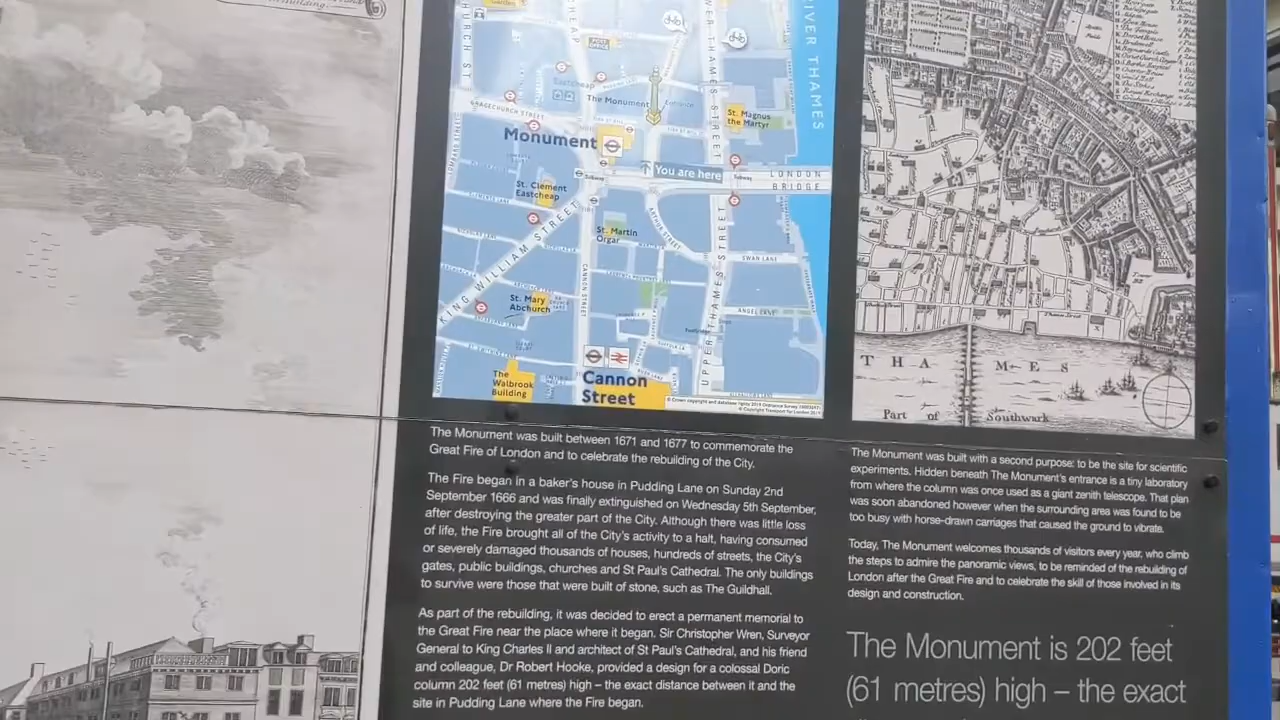 RIVER THAMES
Eastcheap
The Monument
Entrance
GRACECHURCH STREET
St. Magnus
the Martyr
Monument
You are here
Subway
Subway
LONDON
BRIDGE
St. Clement
Eastcheap
St. Martin
Orgar
KING WILLIAM STREET
CANNON STREET
UPPER THAMES STREET
SWAN LANE
St. Mary
Abchurch
The
Walbrook
Building
Cannon
Street
THAMES
Part of Southwark
The Monument was built between 1671 and 1677 to commemorate the
Great Fire of London and to celebrate the rebuilding of the City.
The Fire began in a baker's house in Pudding Lane on Sunday 2nd
September 1666 and was finally extinguished on Wednesday 5th September,
after destroying the greater part of the City. Although there was little loss
of life, the Fire brought all of the City's activity to a halt, having consumed
or severely damaged thousands of houses, hundreds of streets, the City's
gates, public buildings, churches and St Paul's Cathedral. The only buildings
to survive were those that were built of stone, such as The Guildhall.
As part of the rebuilding, it was decided to erect a permanent memorial to
the Great Fire near the place where it began. Sir Christopher Wren, Surveyor
General to King Charles II and architect of St Paul's Cathedral, and his friend
and colleague, Dr Robert Hooke, provided a design for a colossal Doric
column 202 feet (61 metres) high – the exact distance between it and the
site in Pudding Lane where the Fire began.
The Monument was built with a second purpose: to be the site for scientific
experiments. Hidden beneath The Monument's entrance is a tiny laboratory
from where the column was once used as a giant zenith telescope. That plan
was soon abandoned however when the surrounding area was found to be
too busy with horse-drawn carriages that caused the ground to vibrate.
Today, The Monument welcomes thousands of visitors every year, who climb
the steps to admire the panoramic views, to be reminded of the rebuilding of
London after the Great Fire and to celebrate the skill of those involved in its
design and construction.
The Monument is 202 feet
(61 metres) high – the exact